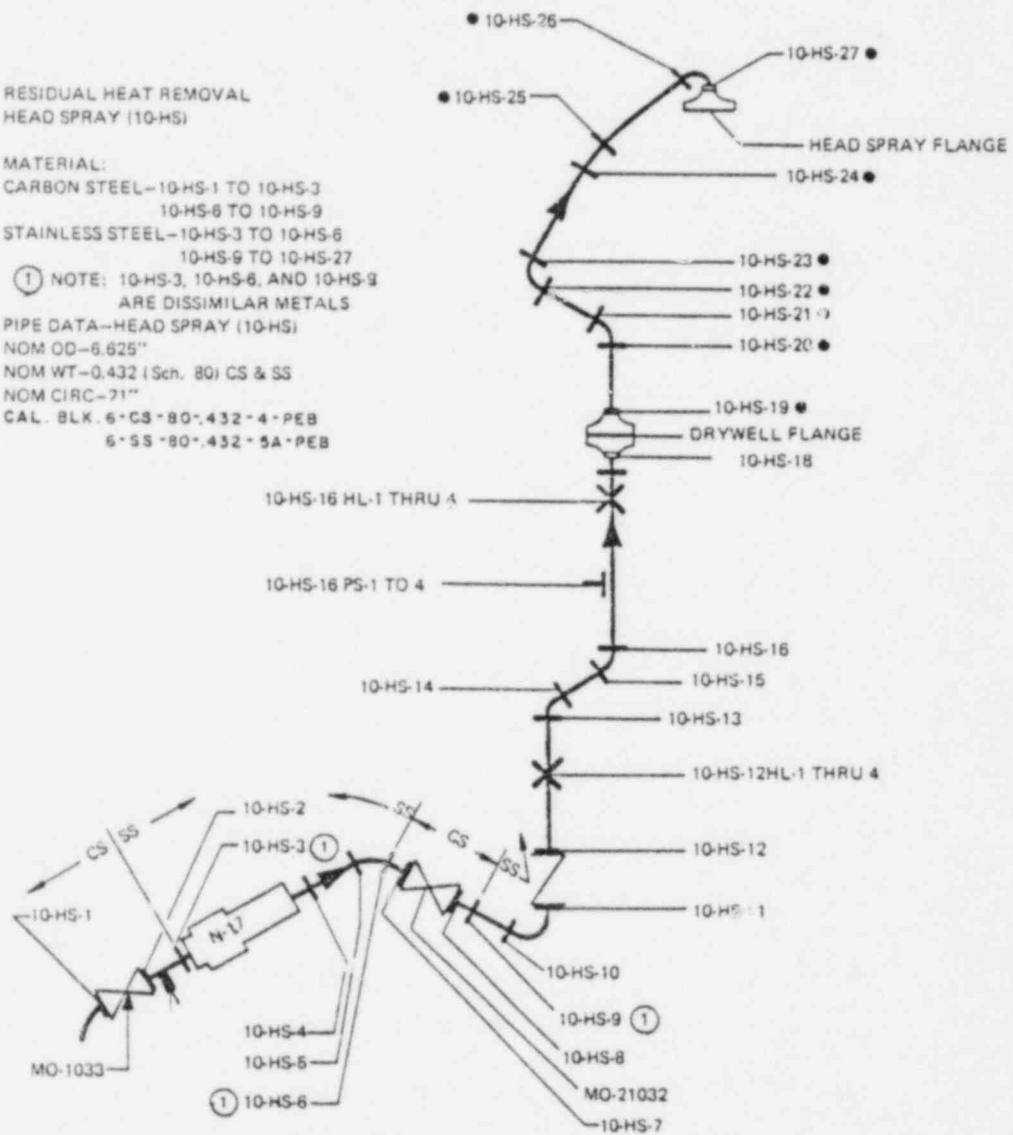 RESIDUAL HEAT REMOVAL
HEAD SPRAY (10-HS)
MATERIAL:
CARBON STEEL-10-HS-1 TO 10-HS-3
10-HS-6 TO 10-HS-9
STAINLESS STEEL-10-HS-3 TO 10-HS-6
10-HS-9 TO 10-HS-27
1 NOTE: 10-HS-3, 10-HS-6, AND 10-HS-9
ARE DISSIMILAR METALS
PIPE DATA-HEAD SPRAY (10-HS)
NOM OD-6.625"
NOM WT-0.432 (Sch. 80) CS & SS
NOM CIRC-21"
CAL. BLK. 6-CS-80-.432-4-PEB
6-SS-80-.432-5A-PEB
10-HS-26
10-HS-27
10-HS-25
HEAD SPRAY FLANGE
10-HS-24
10-HS-23
10-HS-22
10-HS-21
10-HS-20
10-HS-19
DRYWELL FLANGE
10-HS-18
10-HS-16 HL-1 THRU 4
10-HS-16 PS-1 TO 4
10-HS-16
10-HS-15
10-HS-14
10-HS-13
10-HS-12HL-1 THRU 4
10-HS-2
10-HS-3 1
CS SS
SS CS
SS
10-HS-12
10-HS-1
10-HS-11
N-17
10-HS-10
10-HS-9 1
10-HS-4
10-HS-5
10-HS-8
MO-1033
MO-21032
1 10-HS-6
10-HS-7